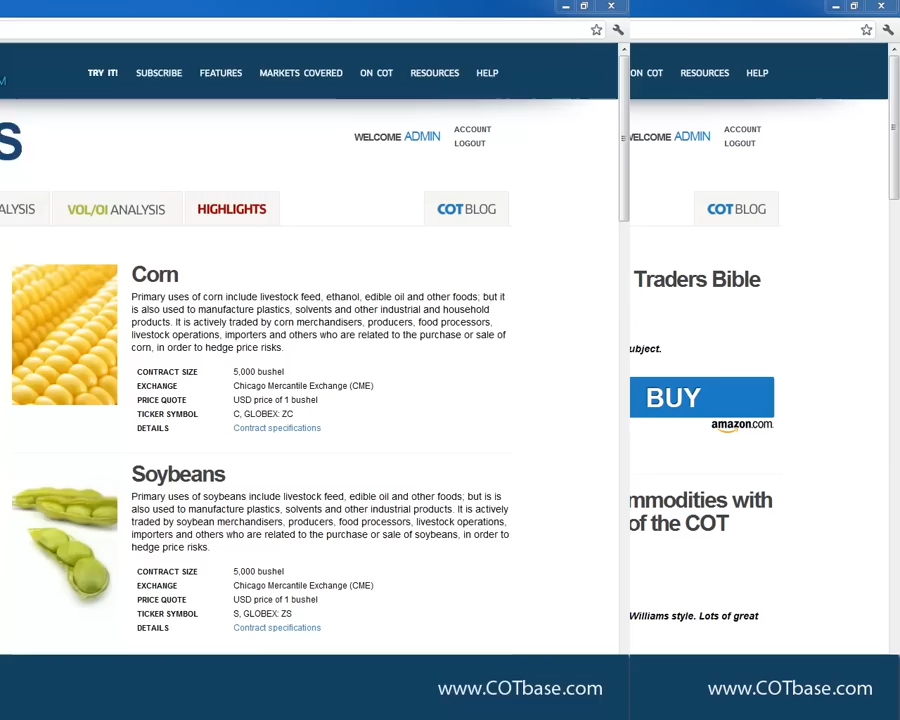 TRY IT! SUBSCRIBE FEATURES MARKETS COVERED ON COT RESOURCES HELP
S
WELCOME ADMIN
ACCOUNT
LOGOUT
ALYSIS VOL/OI ANALYSIS HIGHLIGHTS COT BLOG
Corn
Primary uses of corn include livestock feed, ethanol, edible oil and other foods; but it
is also used to manufacture plastics, solvents and other industrial and household
products. It is actively traded by corn merchandisers, producers, food processors,
livestock operations, importers and others who are related to the purchase or sale of
corn, in order to hedge price risks.
CONTRACT SIZE 5,000 bushel
EXCHANGE Chicago Mercantile Exchange (CME)
PRICE QUOTE USD price of 1 bushel
TICKER SYMBOL C, GLOBEX: ZC
DETAILS Contract specifications
Soybeans
Primary uses of soybeans include livestock feed, edible oil and other foods; but is is
also used to manufacture plastics, solvents and other industrial products. It is actively
traded by soybean merchandisers, producers, food processors, livestock operations,
importers and others who are related to the purchase or sale of soybeans, in order to
hedge price risks.
CONTRACT SIZE 5,000 bushel
EXCHANGE Chicago Mercantile Exchange (CME)
PRICE QUOTE USD price of 1 bushel
TICKER SYMBOL S, GLOBEX: ZS
DETAILS Contract specifications
www.COTbase.com
ON COT RESOURCES HELP
WELCOME ADMIN
ACCOUNT
LOGOUT
COT BLOG
Traders Bible
ubject.
BUY
amazon.com
mmodities with
of the COT
Williams style. Lots of great
www.COTbase.com